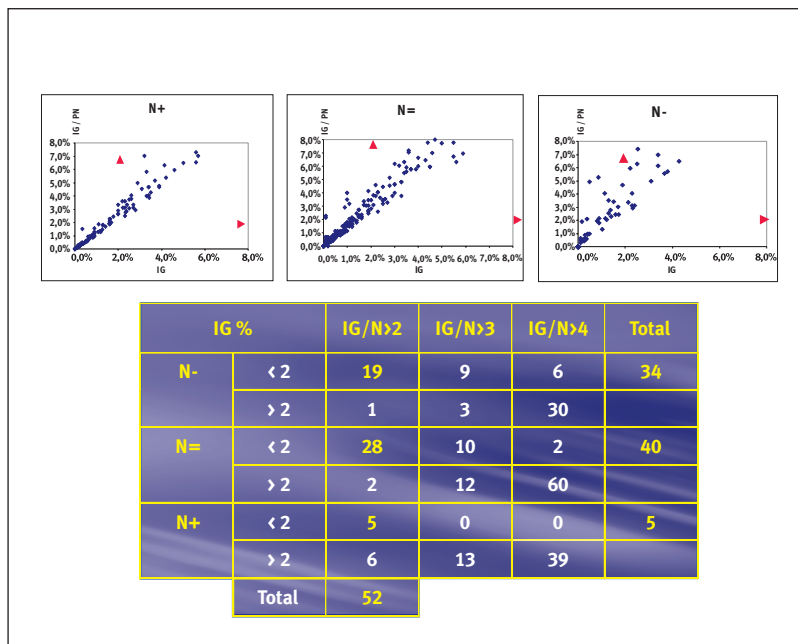 N+
IG / PN
8,0%
7,0%
6,0%
5,0%
4,0%
3,0%
2,0%
1,0%
0,0%
0,0% 2,0% 4,0% 6,0% 8,0%
IG
N=
IG / PN
8,0%
7,0%
6,0%
5,0%
4,0%
3,0%
2,0%
1,0%
0,0%
0,0% 1,0% 2,0% 3,0% 4,0% 5,0% 6,0% 7,0% 8,0%
IG
N-
IG / PN
8,0%
7,0%
6,0%
5,0%
4,0%
3,0%
2,0%
1,0%
0,0%
0,0% 2,0% 4,0% 6,0% 8,0%
IG
IG % IG/N>2 IG/N>3 IG/N>4 Total
N- < 2 19 9 6 34
> 2 1 3 30
N= < 2 28 10 2 40
> 2 2 12 60
N+ < 2 5 0 0 5
> 2 6 13 39
Total 52